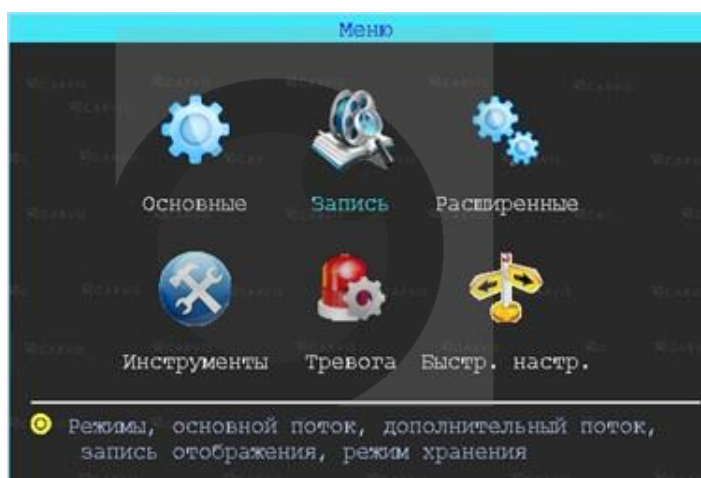 Меню
Основные Запись Расширенные
Инструменты Тревога Быстр. настр.
Режимы, основной поток, дополнительный поток,
запись отображения, режим хранения